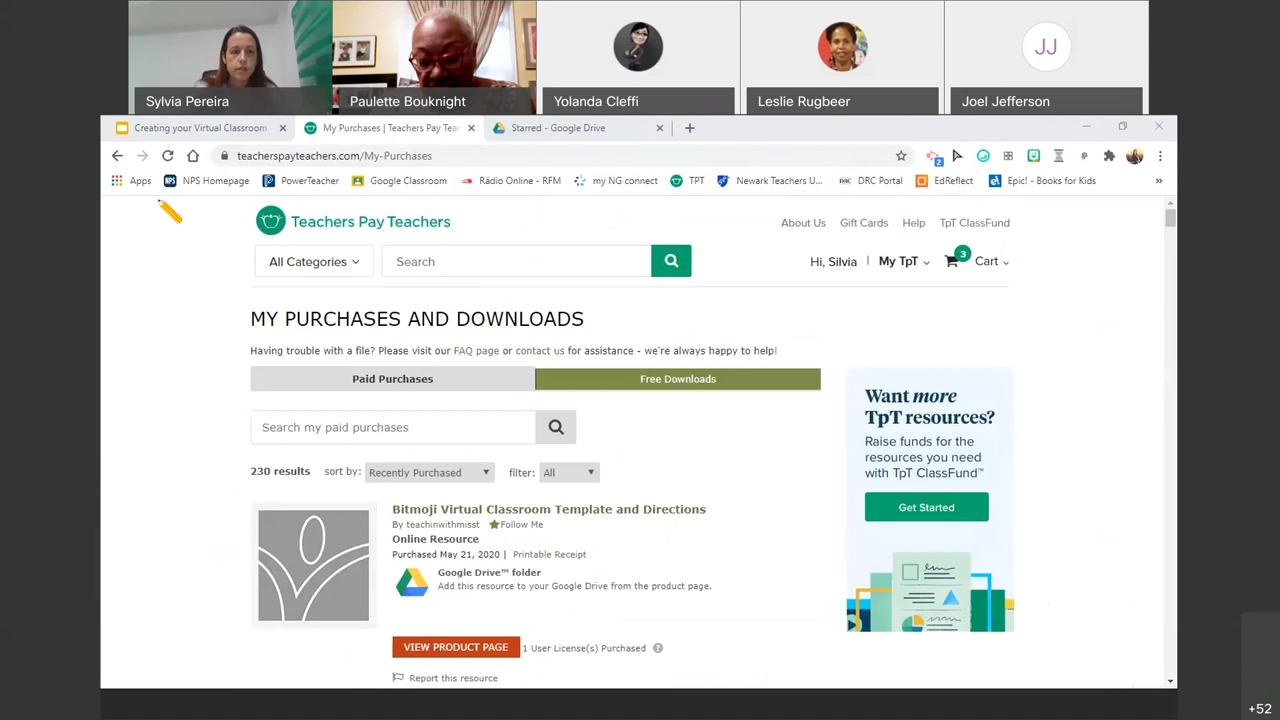 JJ
Sylvia Pereira
Paulette Bouknight
Yolanda Cleffi
Leslie Rugbeer
Joel Jefferson
Creating your Virtual Classroom
My Purchases | Teachers Pay Tea
Starred - Google Drive
teacherspayteachers.com/My-Purchases
2
Apps
NPS
NPS Homepage
PowerTeacher
Google Classroom
Rádio Online - RFM
my NG connect
TPT
Newark Teachers U...
DRC Portal
EdReflect
Epic! - Books for Kids
»
Teachers Pay Teachers
About Us
Gift Cards
Help
TpT ClassFund
All Categories
Search
Hi, Silvia
My TpT
3
Cart
MY PURCHASES AND DOWNLOADS
Having trouble with a file? Please visit our FAQ page or contact us for assistance - we're always happy to help!
Paid Purchases
Free Downloads
Search my paid purchases
230 results
sort by:
Recently Purchased
filter:
All
Want more
TpT resources?
Raise funds for the
resources you need
with TpT ClassFund™
Get Started
Bitmoji Virtual Classroom Template and Directions
By teachinwithmisst
Follow Me
Online Resource
Purchased May 21, 2020 | Printable Receipt
Google Drive™ folder
Add this resource to your Google Drive from the product page.
VIEW PRODUCT PAGE
1 User License(s) Purchased
?
Report this resource
+52